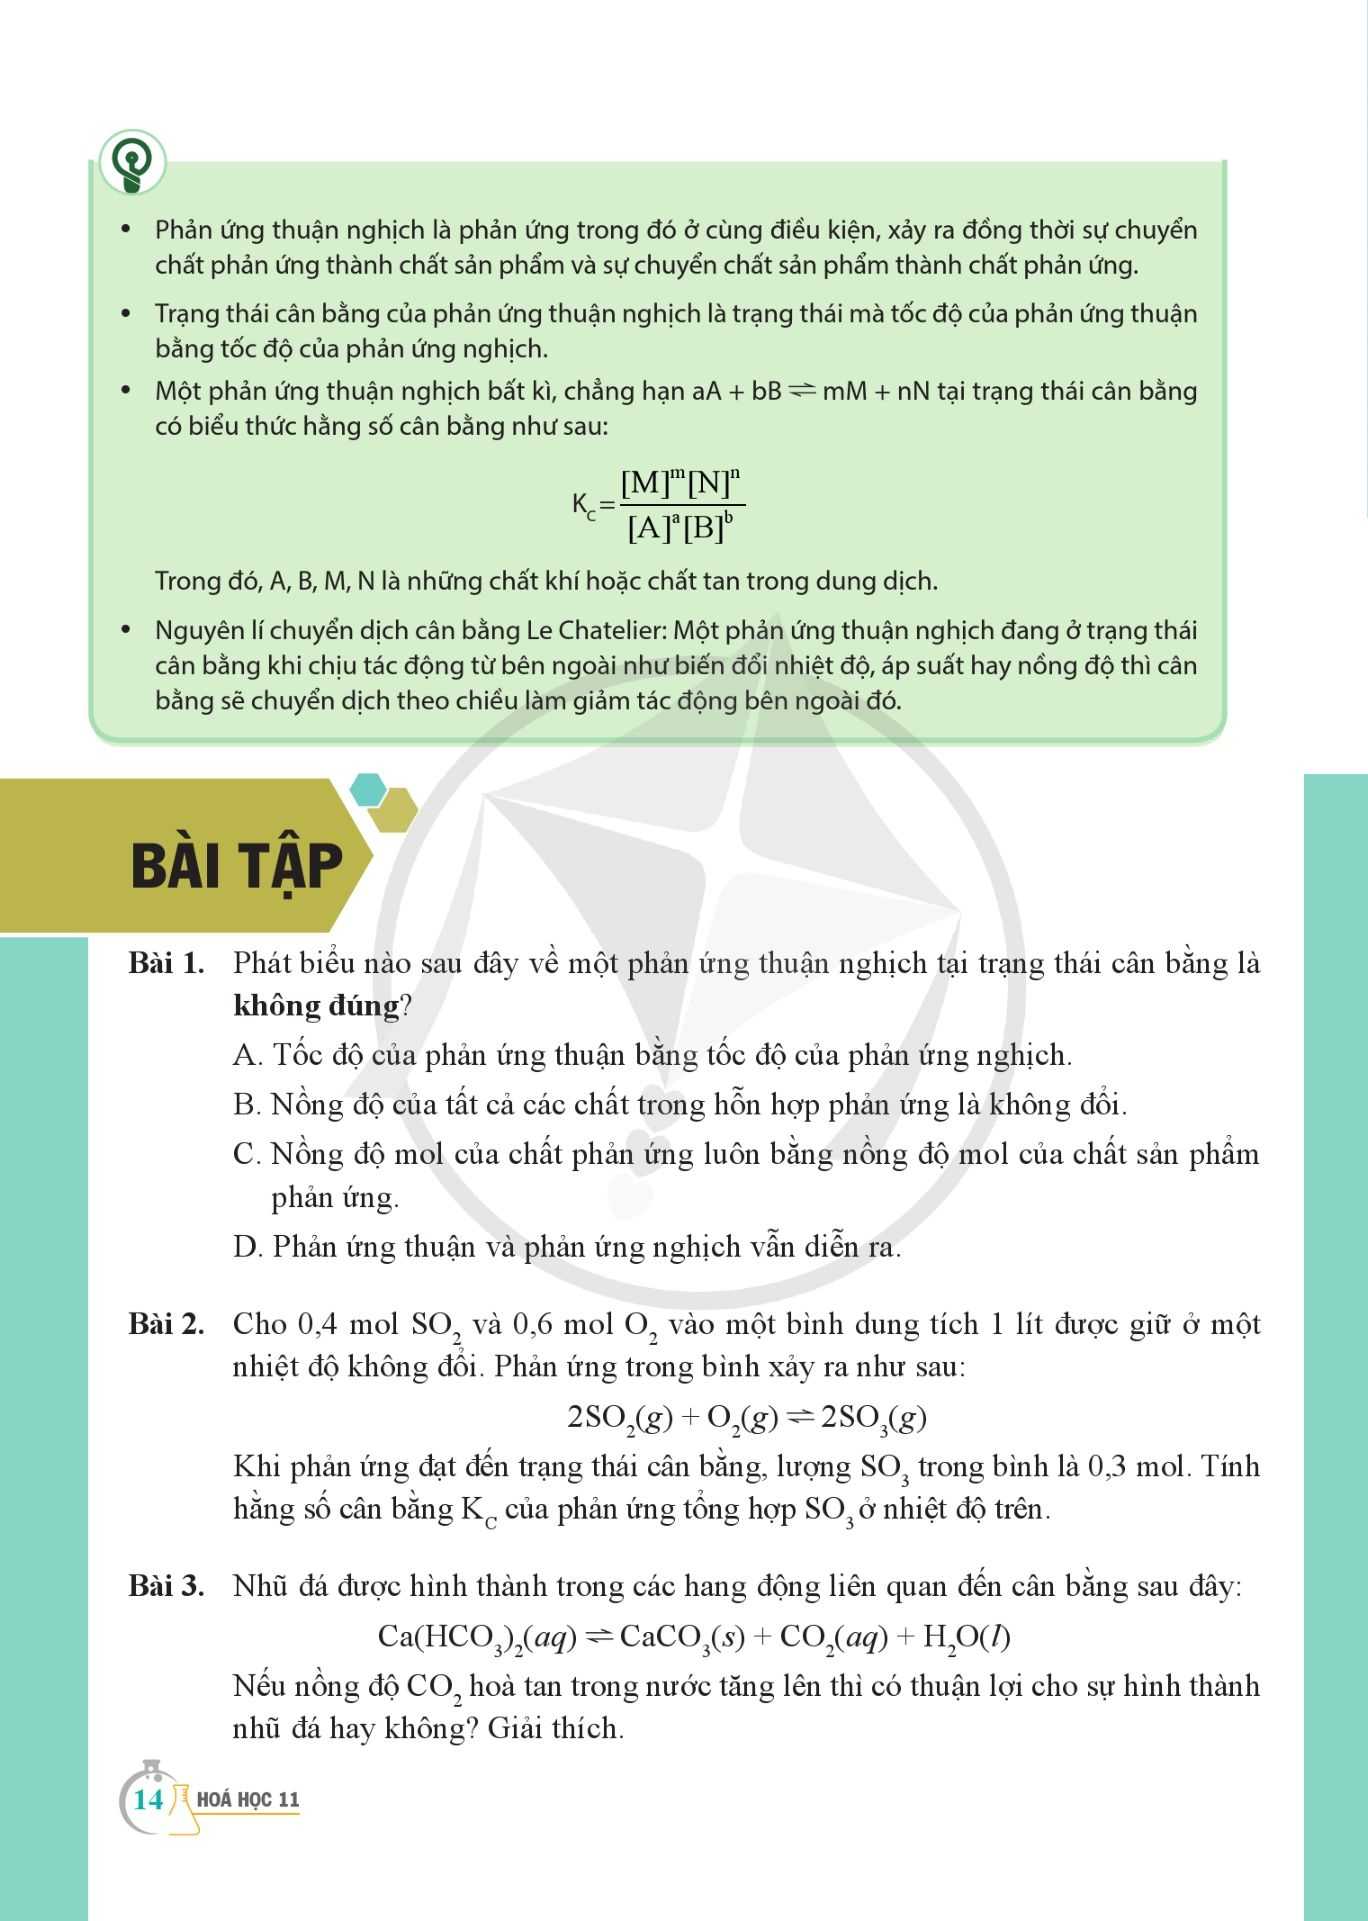 • Phản ứng thuận nghịch là phản ứng trong đó ở cùng điều kiện, xảy ra đồng thời sự chuyển
chất phản ứng thành chất sản phẩm và sự chuyển chất sản phẩm thành chất phản ứng.
• Trạng thái cân bằng của phản ứng thuận nghịch là trạng thái mà tốc độ của phản ứng thuận
bằng tốc độ của phản ứng nghịch.
• Một phản ứng thuận nghịch bất kì, chẳng hạn aA + bB ⇌ mM + nN tại trạng thái cân bằng
có biểu thức hằng số cân bằng như sau:
K_C = [M]^m[N]^n / [A]^a[B]^b
Trong đó, A, B, M, N là những chất khí hoặc chất tan trong dung dịch.
• Nguyên lí chuyển dịch cân bằng Le Chatelier: Một phản ứng thuận nghịch đang ở trạng thái
cân bằng khi chịu tác động từ bên ngoài như biến đổi nhiệt độ, áp suất hay nồng độ thì cân
bằng sẽ chuyển dịch theo chiều làm giảm tác động bên ngoài đó.
BÀI TẬP
Bài 1. Phát biểu nào sau đây về một phản ứng thuận nghịch tại trạng thái cân bằng là
không đúng?
A. Tốc độ của phản ứng thuận bằng tốc độ của phản ứng nghịch.
B. Nồng độ của tất cả các chất trong hỗn hợp phản ứng là không đổi.
C. Nồng độ mol của chất phản ứng luôn bằng nồng độ mol của chất sản phẩm
phản ứng.
D. Phản ứng thuận và phản ứng nghịch vẫn diễn ra.
Bài 2. Cho 0,4 mol SO₂ và 0,6 mol O₂ vào một bình dung tích 1 lít được giữ ở một
nhiệt độ không đổi. Phản ứng trong bình xảy ra như sau:
2SO₂(g) + O₂(g) ⇌ 2SO₃(g)
Khi phản ứng đạt đến trạng thái cân bằng, lượng SO₃ trong bình là 0,3 mol. Tính
hằng số cân bằng K_C của phản ứng tổng hợp SO₃ ở nhiệt độ trên.
Bài 3. Nhũ đá được hình thành trong các hang động liên quan đến cân bằng sau đây:
Ca(HCO₃)₂(aq) ⇌ CaCO₃(s) + CO₂(aq) + H₂O(l)
Nếu nồng độ CO₂ hoà tan trong nước tăng lên thì có thuận lợi cho sự hình thành
nhũ đá hay không? Giải thích.
14 HOÁ HỌC 11